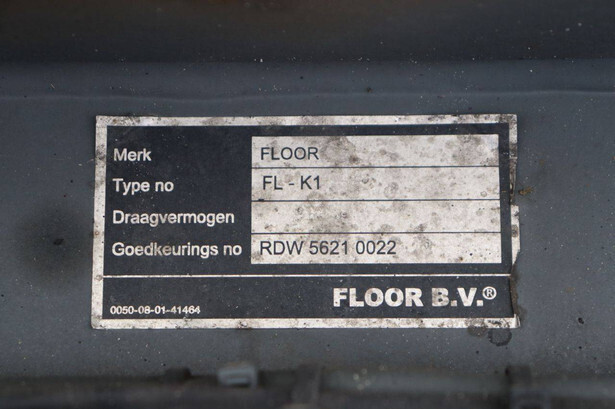 Merk FLOOR
Type no FL - K1
Draagvermogen
Goedkeurings no RDW 5621 0022
FLOOR B.V.®
0050-08-01-41464